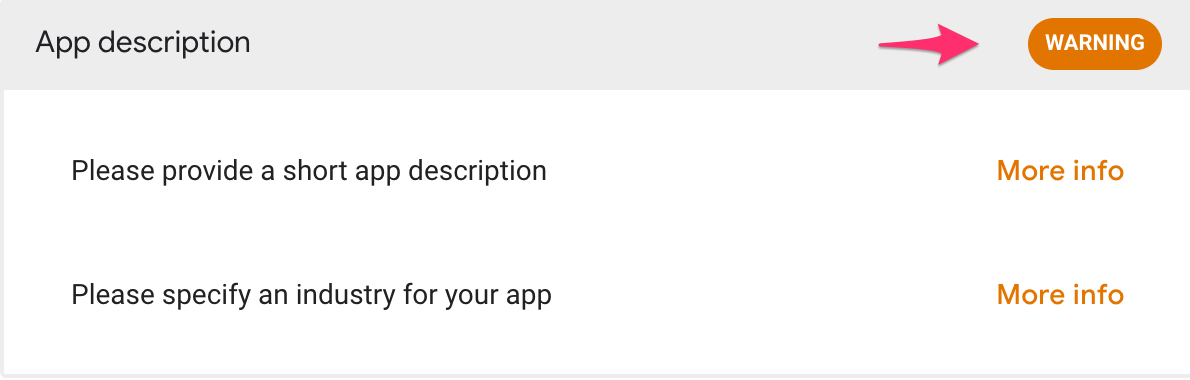 App description
WARNING
Please provide a short app description
More info
Please specify an industry for your app
More info